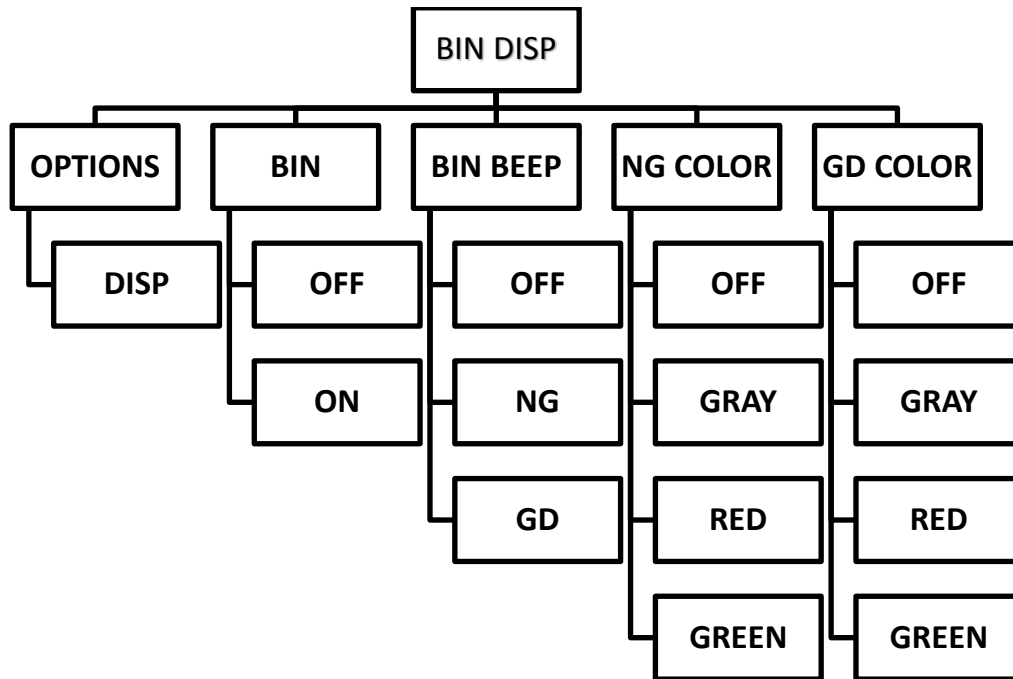 BIN DISP
OPTIONS
BIN
BIN BEEP
NG COLOR
GD COLOR
DISP
OFF
OFF
OFF
OFF
ON
NG
GRAY
GRAY
GD
RED
RED
GREEN
GREEN